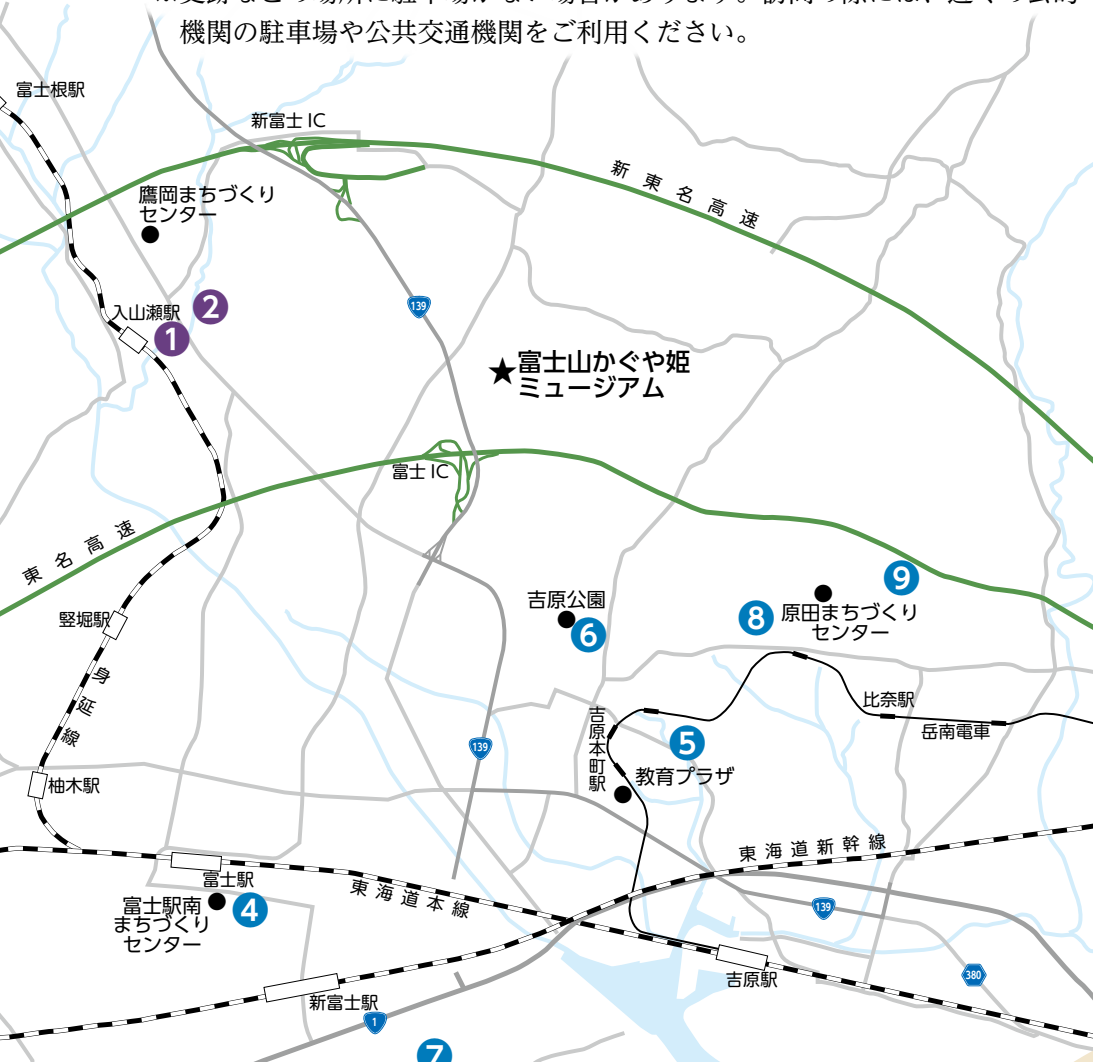 機関の駐車場や公共交通機関をご利用ください。
富士根駅
新富士 IC
新東名高速
鷹岡まちづくり
センター
139
入山瀬駅
2
1
★富士山かぐや姫
ミュージアム
富士 IC
東名高速
竪堀駅
身延線
吉原公園
6
9
8
原田まちづくり
センター
比奈駅
岳南電車
吉原本町駅
5
139
教育プラザ
柚木駅
東海道新幹線
富士駅
東海道本線
富士駅南
まちづくり
センター
4
139
380
吉原駅
新富士駅
1
7